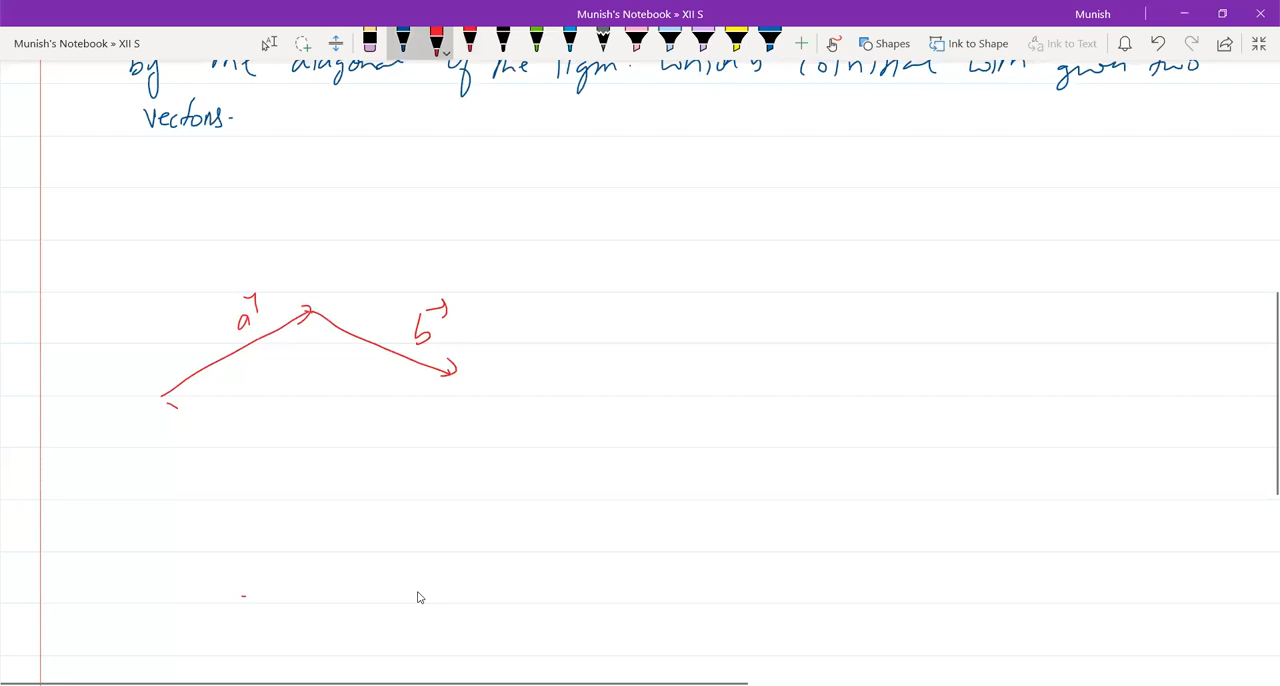 Munish's Notebook » XII S
Munish
Munish's Notebook » XII S
Shapes
Ink to Shape
Ink to Text
by the diagonal of the llgm. which is coinitial with given two
vectors.
a
b